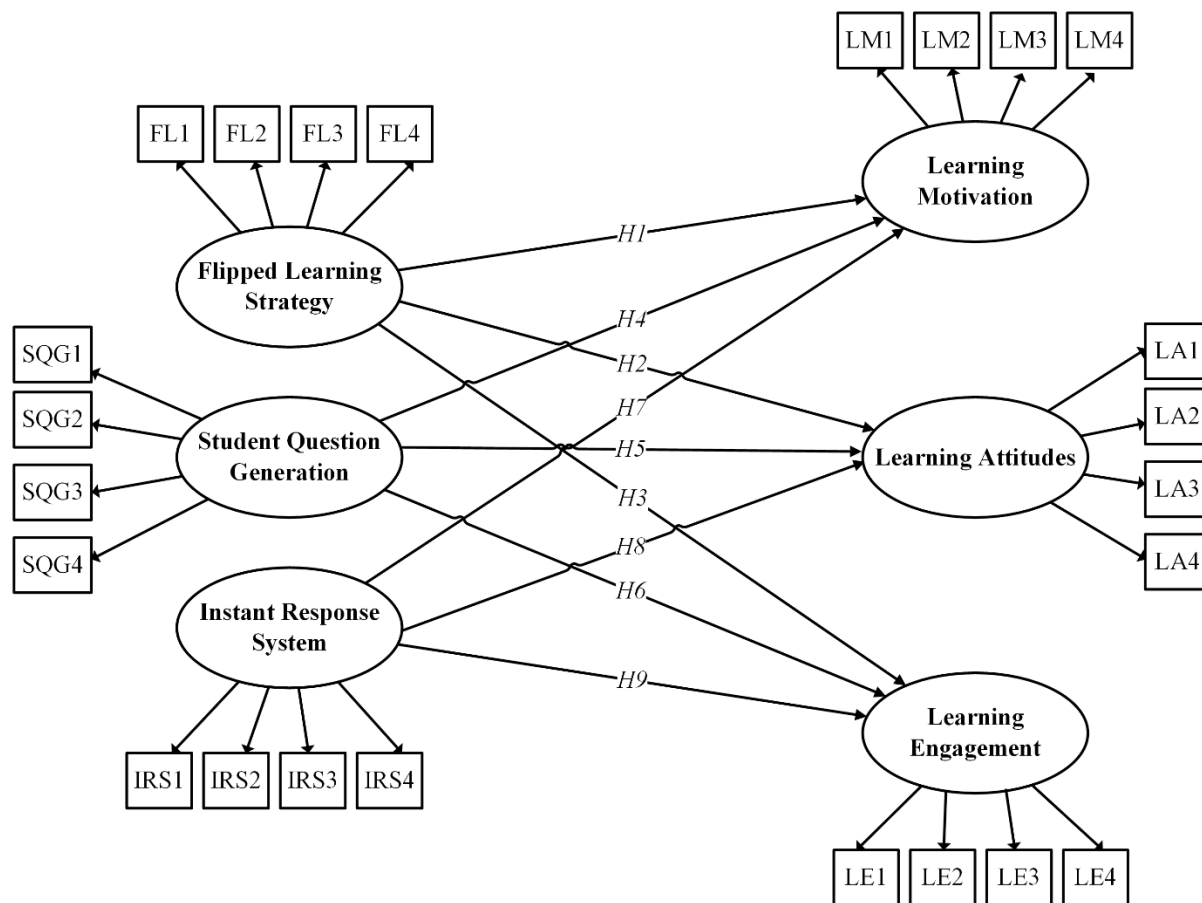 LM1 LM2 LM3 LM4
FL1 FL2 FL3 FL4
Learning
Motivation
Flipped Learning
Strategy
H1
H4
H2
H7
H5
H3
H8
H6
H9
SQG1
SQG2
SQG3
SQG4
Student Question
Generation
Learning Attitudes
LA1
LA2
LA3
LA4
Instant Response
System
IRS1 IRS2 IRS3 IRS4
Learning
Engagement
LE1 LE2 LE3 LE4